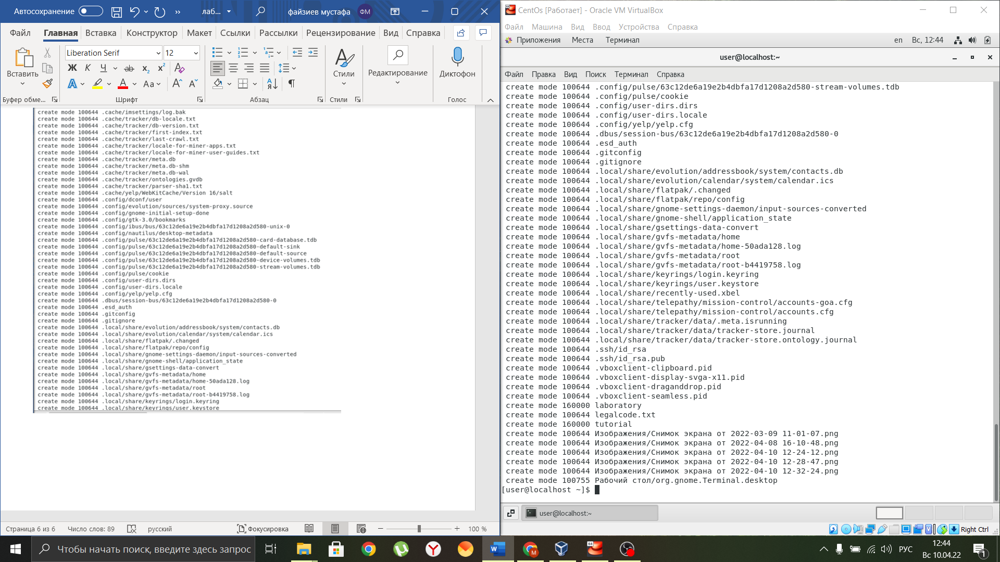 Автосохранение
лаб...
файзиев мустафа
ФМ
Файл
Главная
Вставка
Конструктор
Макет
Ссылки
Рассылки
Рецензирование
Вид
Справка
Вставить
Liberation Serif
12
Ж К Ч ab x₂ x²
А Aa A A
Стили
Редактирование
Диктофон
Буфер обме...
Шрифт
Абзац
Стили
Голос
create mode 100644 .cache/imsettings/log.bak
create mode 100644 .cache/tracker/db-locale.txt
create mode 100644 .cache/tracker/db-version.txt
create mode 100644 .cache/tracker/first-index.txt
create mode 100644 .cache/tracker/last-crawl.txt
create mode 100644 .cache/tracker/locale-for-miner-apps.txt
create mode 100644 .cache/tracker/locale-for-miner-user-guides.txt
create mode 100644 .cache/tracker/meta.db
create mode 100644 .cache/tracker/meta.db-shm
create mode 100644 .cache/tracker/meta.db-wal
create mode 100644 .cache/tracker/ontologies.gvdb
create mode 100644 .cache/tracker/parser-sha1.txt
create mode 100644 .cache/yelp/WebKitCache/Version 16/salt
create mode 100644 .config/dconf/user
create mode 100644 .config/evolution/sources/system-proxy.source
create mode 100644 .config/gnome-initial-setup-done
create mode 100644 .config/gtk-3.0/bookmarks
create mode 100644 .config/ibus/bus/63c12de6a19e2b4dbfa17d1208a2d580-unix-0
create mode 100644 .config/nautilus/desktop-metadata
create mode 100644 .config/pulse/63c12de6a19e2b4dbfa17d1208a2d580-card-database.tdb
create mode 100644 .config/pulse/63c12de6a19e2b4dbfa17d1208a2d580-default-sink
create mode 100644 .config/pulse/63c12de6a19e2b4dbfa17d1208a2d580-default-source
create mode 100644 .config/pulse/63c12de6a19e2b4dbfa17d1208a2d580-device-volumes.tdb
create mode 100644 .config/pulse/63c12de6a19e2b4dbfa17d1208a2d580-stream-volumes.tdb
create mode 100644 .config/pulse/cookie
create mode 100644 .config/user-dirs.dirs
create mode 100644 .config/user-dirs.locale
create mode 100644 .config/yelp/yelp.cfg
create mode 100644 .dbus/session-bus/63c12de6a19e2b4dbfa17d1208a2d580-0
create mode 100644 .esd_auth
create mode 100644 .gitconfig
create mode 100644 .gitignore
create mode 100644 .local/share/evolution/addressbook/system/contacts.db
create mode 100644 .local/share/evolution/calendar/system/calendar.ics
create mode 100644 .local/share/flatpak/.changed
create mode 100644 .local/share/flatpak/repo/config
create mode 100644 .local/share/gnome-settings-daemon/input-sources-converted
create mode 100644 .local/share/gnome-shell/application_state
create mode 100644 .local/share/gsettings-data-convert
create mode 100644 .local/share/gvfs-metadata/home
create mode 100644 .local/share/gvfs-metadata/home-50ada128.log
create mode 100644 .local/share/gvfs-metadata/root
create mode 100644 .local/share/gvfs-metadata/root-b4419758.log
create mode 100644 .local/share/keyrings/login.keyring
create mode 100644 .local/share/keyrings/user.keystore
Страница 6 из 6
Число слов: 89
русский
Фокусировка
100 %
CentOs [Работает] - Oracle VM VirtualBox
Файл Машина Вид Ввод Устройства Справка
Приложения Места Терминал
en Вс, 12:44
user@localhost:~
Файл Правка Вид Поиск Терминал Справка
create mode 100644 .config/pulse/63c12de6a19e2b4dbfa17d1208a2d580-stream-volumes.tdb
create mode 100644 .config/pulse/cookie
create mode 100644 .config/user-dirs.dirs
create mode 100644 .config/user-dirs.locale
create mode 100644 .config/yelp/yelp.cfg
create mode 100644 .dbus/session-bus/63c12de6a19e2b4dbfa17d1208a2d580-0
create mode 100644 .esd_auth
create mode 100644 .gitconfig
create mode 100644 .gitignore
create mode 100644 .local/share/evolution/addressbook/system/contacts.db
create mode 100644 .local/share/evolution/calendar/system/calendar.ics
create mode 100644 .local/share/flatpak/.changed
create mode 100644 .local/share/flatpak/repo/config
create mode 100644 .local/share/gnome-settings-daemon/input-sources-converted
create mode 100644 .local/share/gnome-shell/application_state
create mode 100644 .local/share/gsettings-data-convert
create mode 100644 .local/share/gvfs-metadata/home
create mode 100644 .local/share/gvfs-metadata/home-50ada128.log
create mode 100644 .local/share/gvfs-metadata/root
create mode 100644 .local/share/gvfs-metadata/root-b4419758.log
create mode 100644 .local/share/keyrings/login.keyring
create mode 100644 .local/share/keyrings/user.keystore
create mode 100644 .local/share/recently-used.xbel
create mode 100644 .local/share/telepathy/mission-control/accounts-goa.cfg
create mode 100644 .local/share/telepathy/mission-control/accounts.cfg
create mode 100644 .local/share/tracker/data/.meta.isrunning
create mode 100644 .local/share/tracker/data/tracker-store.journal
create mode 100644 .local/share/tracker/data/tracker-store.ontology.journal
create mode 100644 .ssh/id_rsa
create mode 100644 .ssh/id_rsa.pub
create mode 100644 .vboxclient-clipboard.pid
create mode 100644 .vboxclient-display-svga-x11.pid
create mode 100644 .vboxclient-draganddrop.pid
create mode 100644 .vboxclient-seamless.pid
create mode 160000 laboratory
create mode 100644 legalcode.txt
create mode 160000 tutorial
create mode 100644 Изображения/Снимок экрана от 2022-03-09 11-01-07.png
create mode 100644 Изображения/Снимок экрана от 2022-04-08 16-10-48.png
create mode 100644 Изображения/Снимок экрана от 2022-04-10 12-24-12.png
create mode 100644 Изображения/Снимок экрана от 2022-04-10 12-28-47.png
create mode 100644 Изображения/Снимок экрана от 2022-04-10 12-32-24.png
create mode 100755 Рабочий стол/org.gnome.Terminal.desktop
[user@localhost ~]$
user@localhost:~
Right Ctrl
Чтобы начать поиск, введите здесь запрос
РУС
12:44
Вс 10.04.22
1